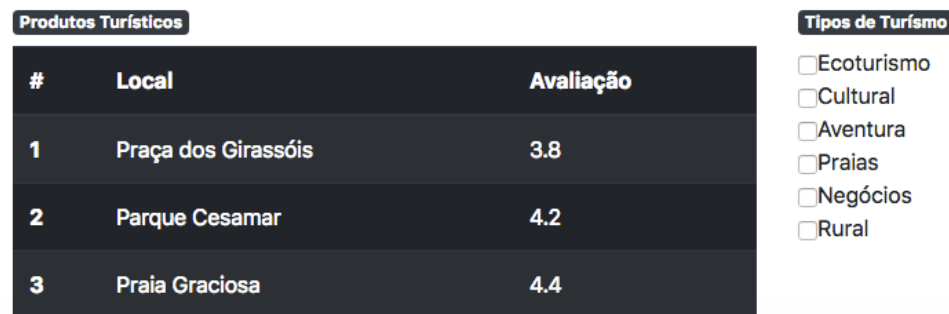 Produtos Turísticos
# Local Avaliação
1 Praça dos Girassóis 3.8
2 Parque Cesamar 4.2
3 Praia Graciosa 4.4
Tipos de Turísmo
Ecoturismo
Cultural
Aventura
Praias
Negócios
Rural